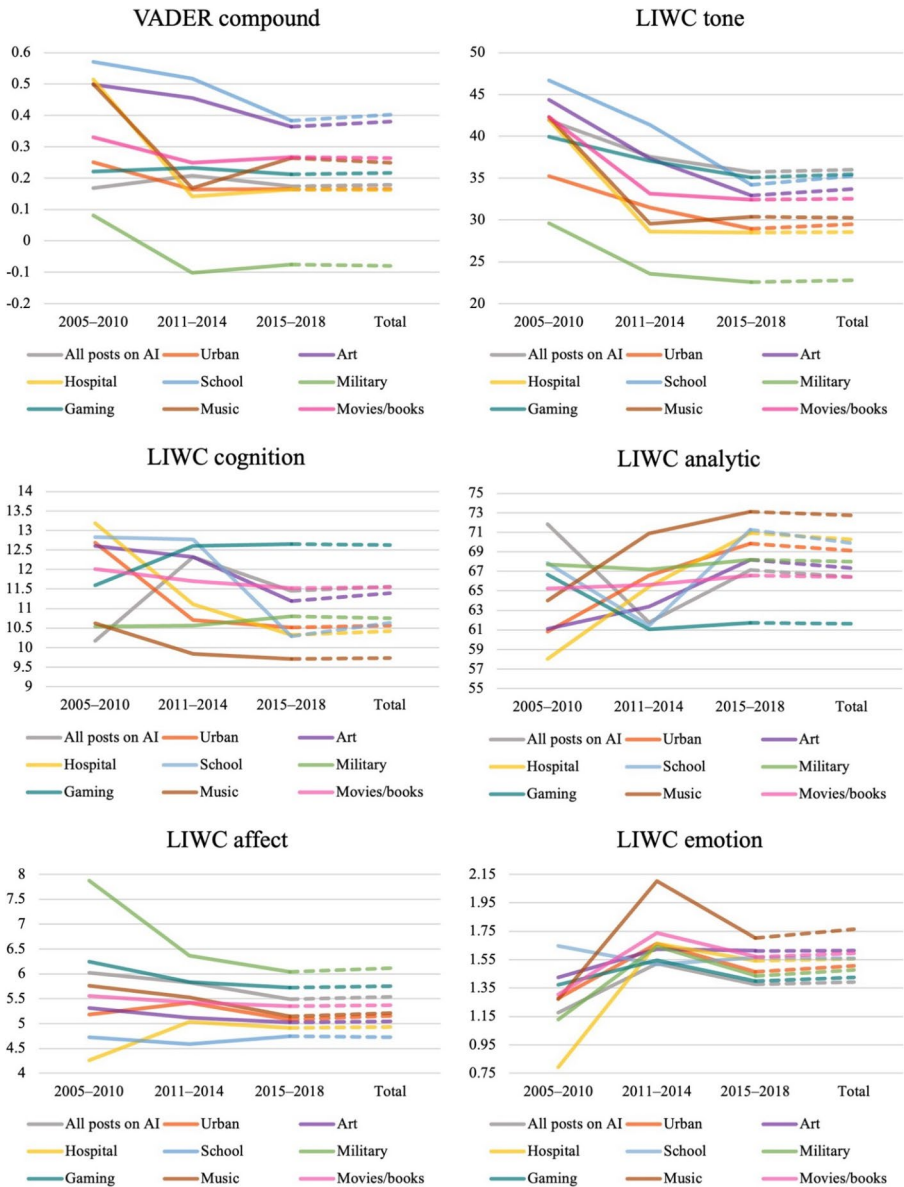 VADER compound
0.6
0.5
0.4
0.3
0.2
0.1
0
-0.1
-0.2
2005–2010 2011–2014 2015–2018 Total
All posts on AI Urban Art
Hospital School Military
Gaming Music Movies/books
LIWC tone
50
45
40
35
30
25
20
2005–2010 2011–2014 2015–2018 Total
All posts on AI Urban Art
Hospital School Military
Gaming Music Movies/books
LIWC cognition
14
13.5
13
12.5
12
11.5
11
10.5
10
9.5
9
2005–2010 2011–2014 2015–2018 Total
All posts on AI Urban Art
Hospital School Military
Gaming Music Movies/books
LIWC analytic
75
73
71
69
67
65
63
61
59
57
55
2005–2010 2011–2014 2015–2018 Total
All posts on AI Urban Art
Hospital School Military
Gaming Music Movies/books
LIWC affect
8
7.5
7
6.5
6
5.5
5
4.5
4
2005–2010 2011–2014 2015–2018 Total
All posts on AI Urban Art
Hospital School Military
Gaming Music Movies/books
LIWC emotion
2.15
1.95
1.75
1.55
1.35
1.15
0.95
0.75
2005–2010 2011–2014 2015–2018 Total
All posts on AI Urban Art
Hospital School Military
Gaming Music Movies/books